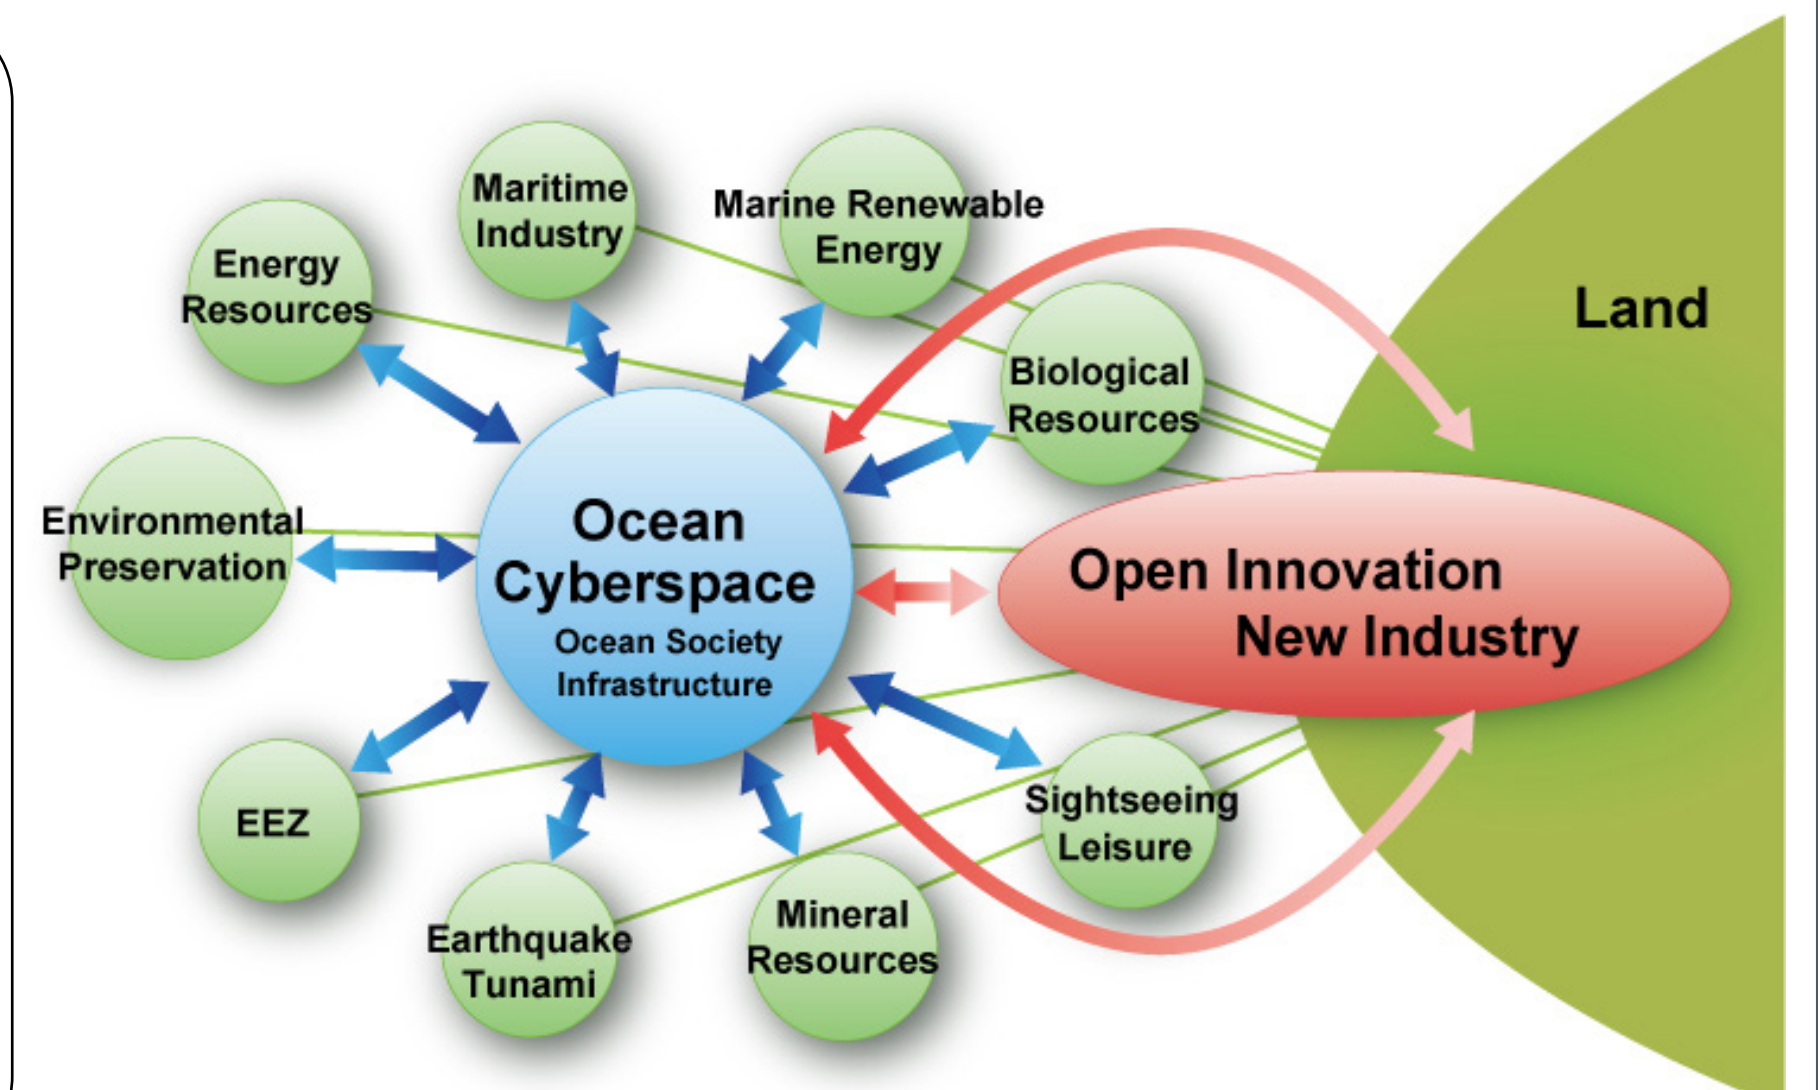 Maritime
Industry
Marine Renewable
Energy
Energy
Resources
Biological
Resources
Land
Environmental
Preservation
Ocean
Cyberspace
Ocean Society
Infrastructure
Open Innovation
New Industry
EEZ
Sightseeing
Leisure
Earthquake
Tunami
Mineral
Resources